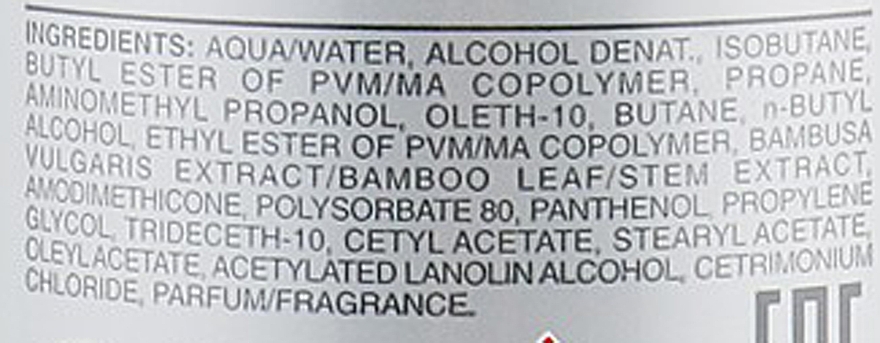 INGREDIENTS: AQUA/WATER, ALCOHOL DENAT., ISOBUTANE,
BUTYL ESTER OF PVM/MA COPOLYMER, PROPANE,
AMINOMETHYL PROPANOL, OLETH-10, BUTANE, n-BUTYL
ALCOHOL, ETHYL ESTER OF PVM/MA COPOLYMER, BAMBUSA
VULGARIS EXTRACT/BAMBOO LEAF/STEM EXTRACT,
AMODIMETHICONE, POLYSORBATE 80, PANTHENOL, PROPYLENE
GLYCOL, TRIDECETH-10, CETYL ACETATE, STEARYL ACETATE,
OLEYL ACETATE, ACETYLATED LANOLIN ALCOHOL, CETRIMONIUM
CHLORIDE, PARFUM/FRAGRANCE.